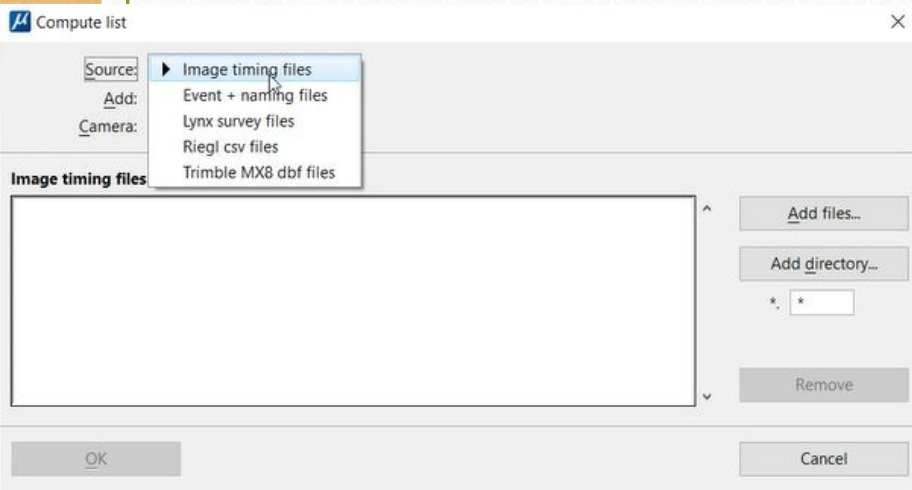 Compute list
Source: Image timing files
Event + naming files
Add:
Lynx survey files
Camera:
Riegl csv files
Trimble MX8 dbf files
Image timing files
Add files...
Add directory...
*. *
Remove
OK
Cancel